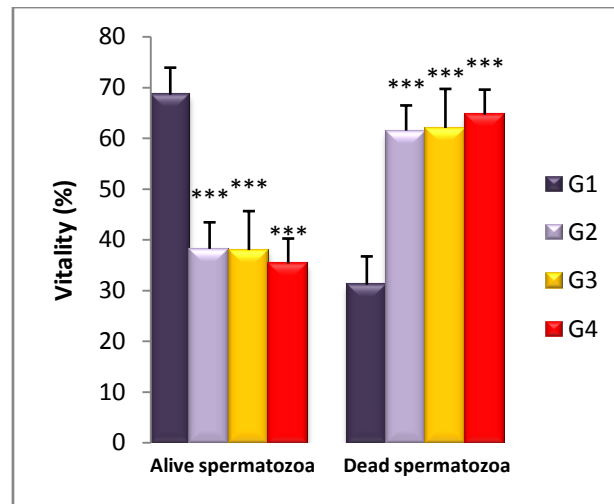 80
70
60
50
40
30
20
10
0
Vitality (%)
***
***
***
***
***
***
Alive spermatozoa
Dead spermatozoa
G1
G2
G3
G4